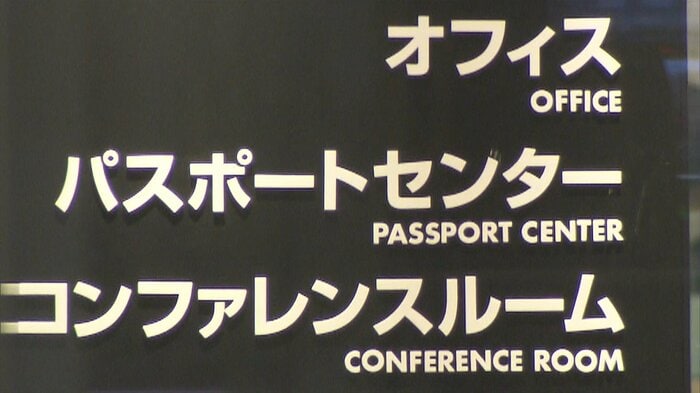 オフィス
OFFICE
パスポートセンター
PASSPORT CENTER
コンファレンスルーム
CONFERENCE ROOM